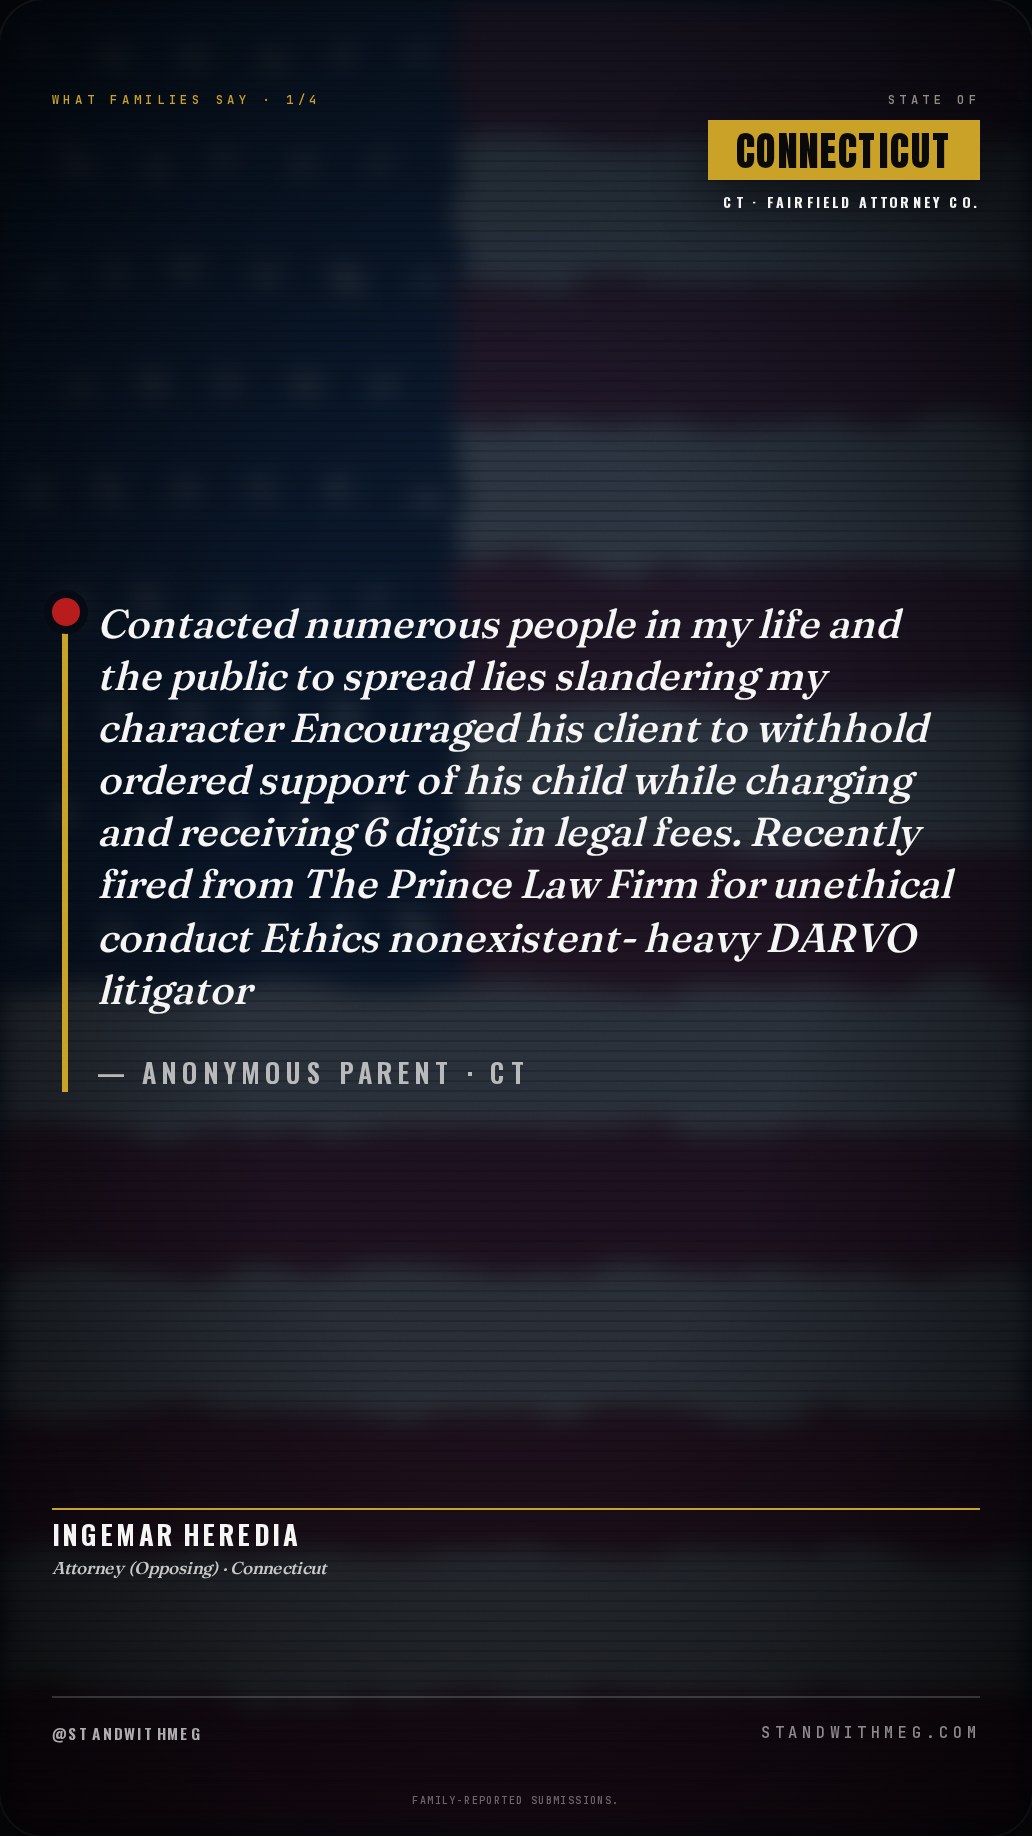 WHAT FAMILIES SAY · 1/4
STATE OF
CONNECTICUT
CT · FAIRFIELD ATTORNEY CO.
Contacted numerous people in my life and
the public to spread lies slandering my
character Encouraged his client to withhold
ordered support of his child while charging
and receiving 6 digits in legal fees. Recently
fired from The Prince Law Firm for unethical
conduct Ethics nonexistent- heavy DARVO
litigator
— ANONYMOUS PARENT · CT
INGEMAR HEREDIA
Attorney (Opposing) · Connecticut
@STANDWITHMEG
STANDWITHMEG.COM
FAMILY-REPORTED SUBMISSIONS.